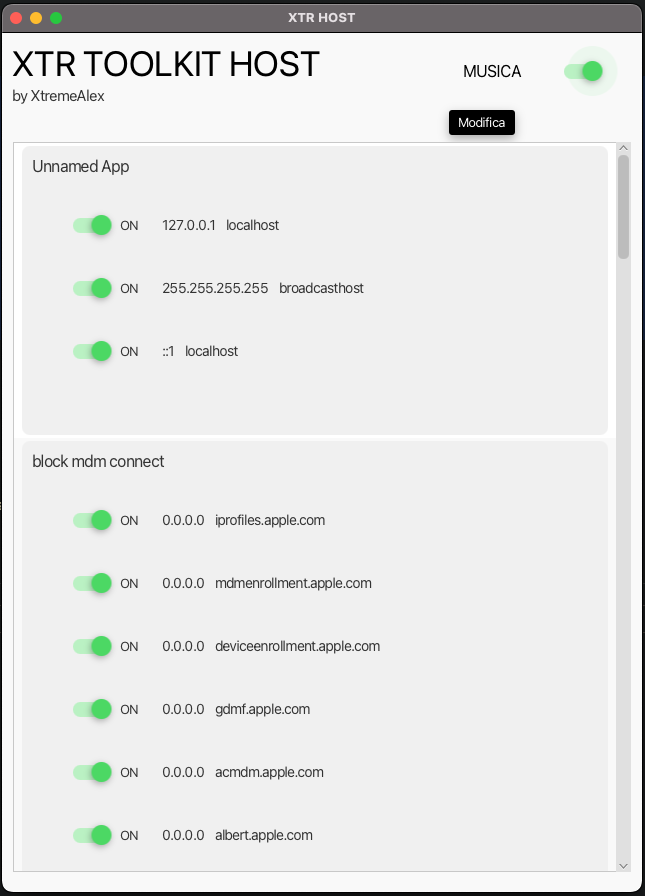 XTR HOST
XTR TOOLKIT HOST
by XtremeAlex
MUSICA
Modifica
Unnamed App
ON 127.0.0.1 localhost
ON 255.255.255.255 broadcasthost
ON ::1 localhost
block mdm connect
ON 0.0.0.0 iprofiles.apple.com
ON 0.0.0.0 mdmenrollment.apple.com
ON 0.0.0.0 deviceenrollment.apple.com
ON 0.0.0.0 gdmf.apple.com
ON 0.0.0.0 acmdm.apple.com
ON 0.0.0.0 albert.apple.com